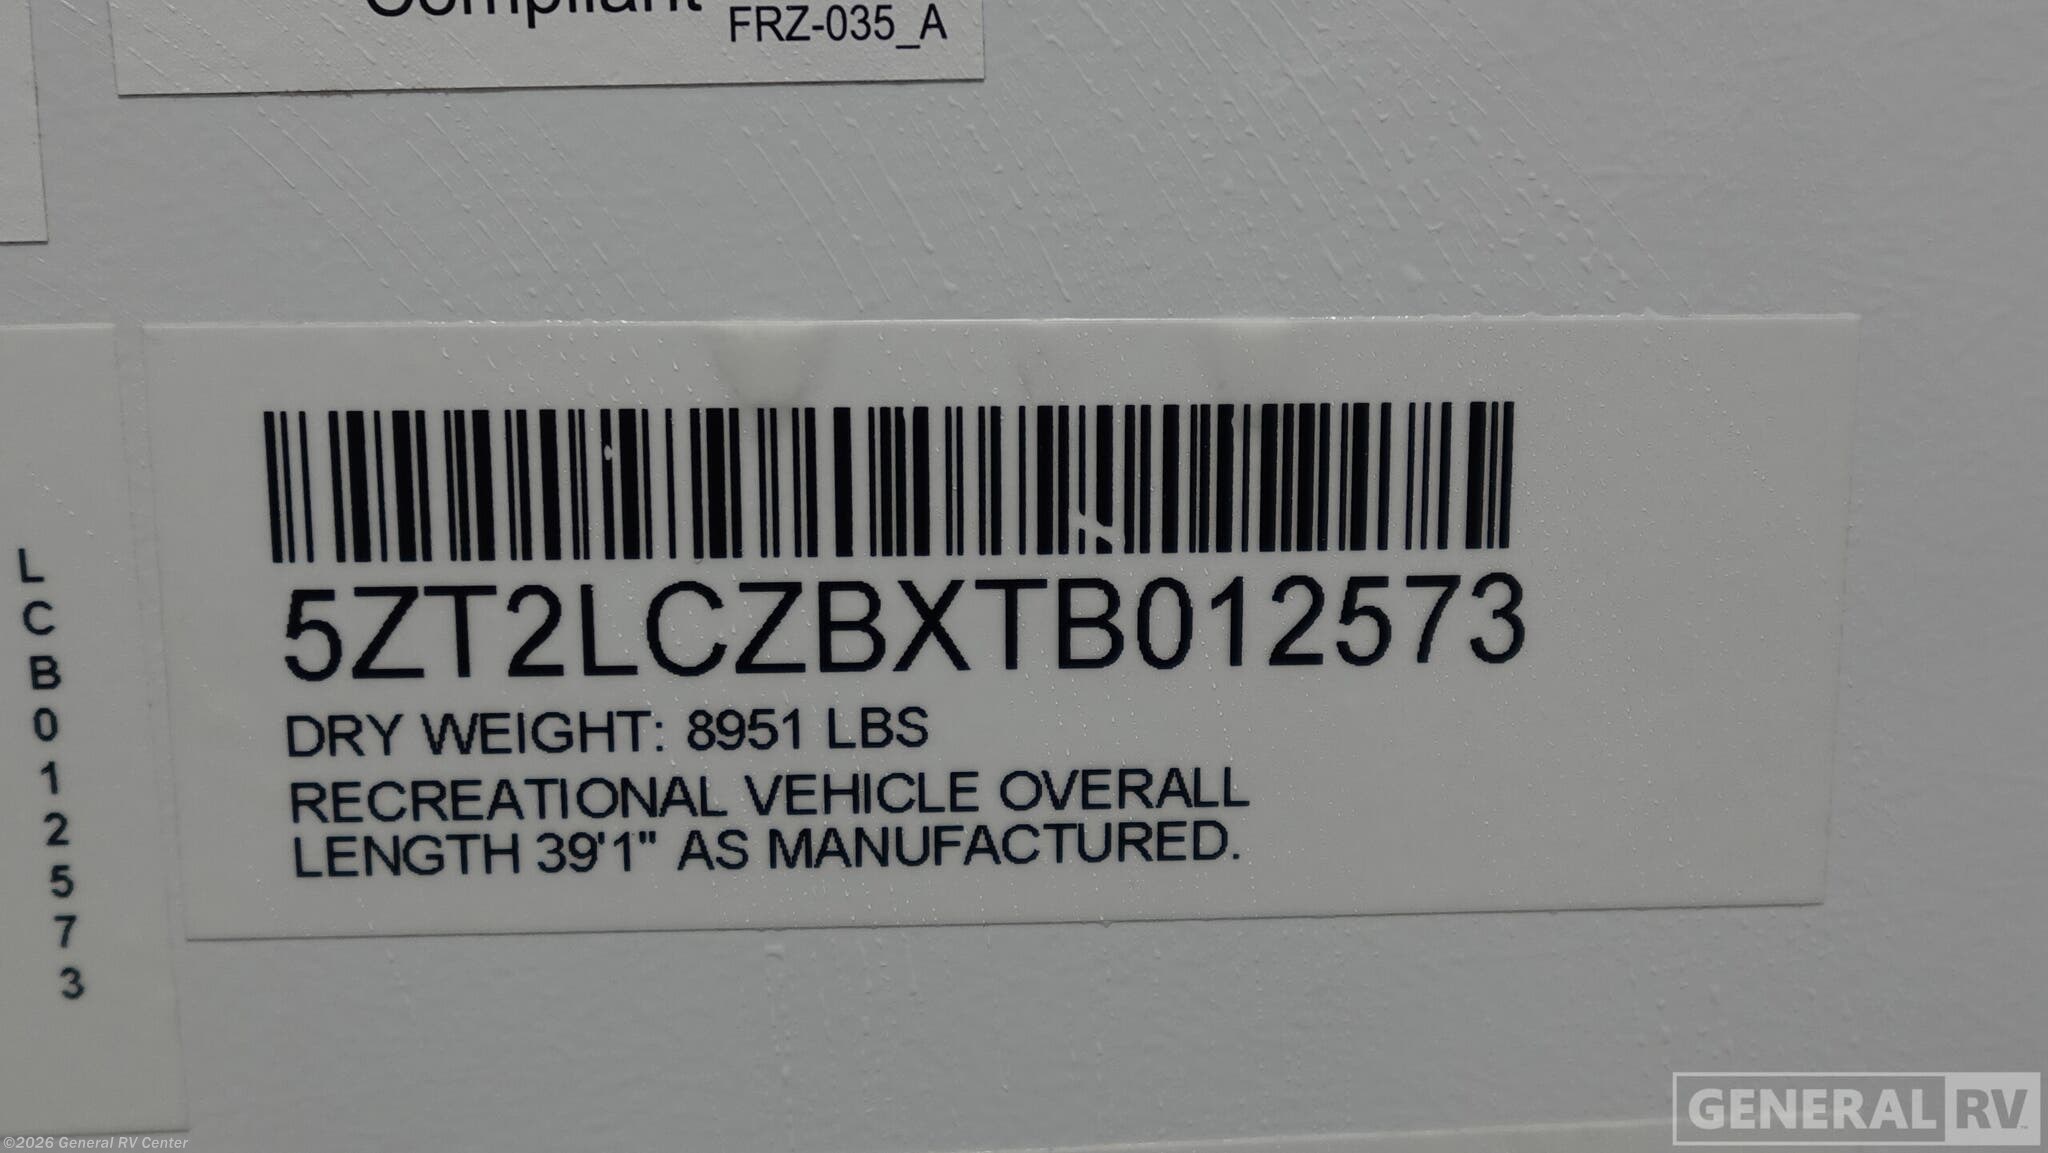 Compliant
FRZ-035_A
5ZT2LCZBXTB012573
DRY WEIGHT: 8951 LBS
RECREATIONAL VEHICLE OVERALL
LENGTH 39'1" AS MANUFACTURED.
L
C
B
0
1
2
5
7
3
©2026 General RV Center
GENERAL RV